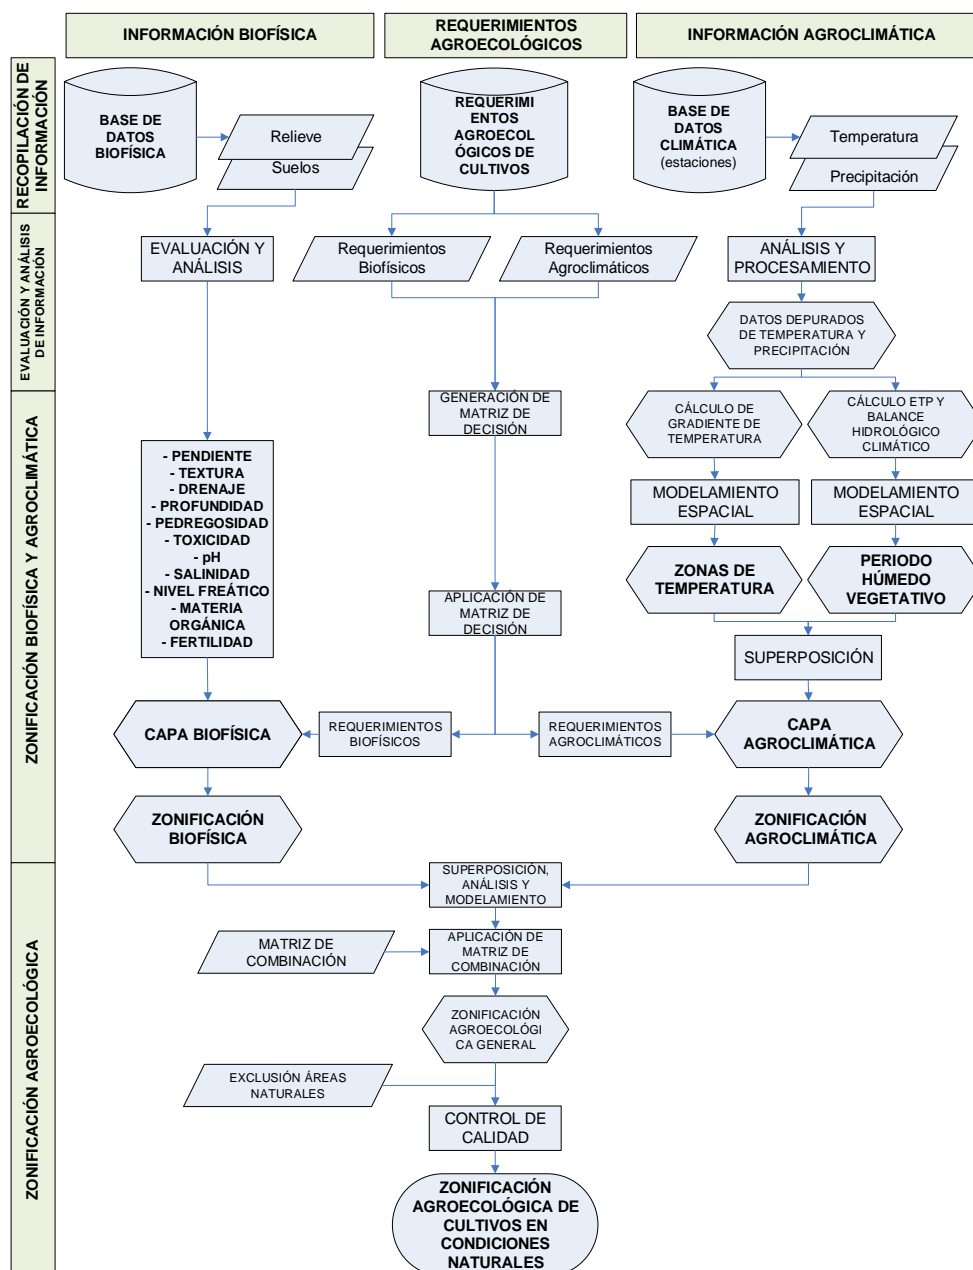 INFORMACIÓN BIOFÍSICA
REQUERIMIENTOS
AGROECOLÓGICOS
INFORMACIÓN AGROCLIMÁTICA
RECOPILACIÓN DE
INFORMACIÓN
BASE DE
DATOS
BIOFÍSICA
Relieve
Suelos
REQUERIMI
ENTOS
AGROECOL
ÓGICOS DE
CULTIVOS
BASE DE
DATOS
CLIMÁTICA
(estaciones)
Temperatura
Precipitación
EVALUACIÓN Y ANÁLISIS
DE INFORMACIÓN
EVALUACIÓN Y
ANÁLISIS
Requerimientos
Biofísicos
Requerimientos
Agroclimáticos
ANÁLISIS Y
PROCESAMIENTO
DATOS DEPURADOS
DE TEMPERATURA Y
PRECIPITACIÓN
ZONIFICACIÓN BIOFÍSICA Y AGROCLIMÁTICA
GENERACIÓN DE
MATRIZ DE
DECISIÓN
CÁLCULO DE
GRADIENTE DE
TEMPERATURA
CÁLCULO ETP Y
BALANCE
HIDROLÓGICO
CLIMÁTICO
- PENDIENTE
- TEXTURA
- DRENAJE
- PROFUNDIDAD
- PEDREGOSIDAD
- TOXICIDAD
- pH
- SALINIDAD
- NIVEL FREÁTICO
- MATERIA
ORGÁNICA
- FERTILIDAD
MODELAMIENTO
ESPACIAL
MODELAMIENTO
ESPACIAL
ZONAS DE
TEMPERATURA
PERIODO
HÚMEDO
VEGETATIVO
APLICACIÓN DE
MATRIZ DE
DECISIÓN
SUPERPOSICIÓN
CAPA BIOFÍSICA
REQUERIMIENTOS
BIOFÍSICOS
REQUERIMIENTOS
AGROCLIMÁTICOS
CAPA
AGROCLIMÁTICA
ZONIFICACIÓN
BIOFÍSICA
ZONIFICACIÓN
AGROCLIMÁTICA
ZONIFICACIÓN AGROECOLÓGICA
SUPERPOSICIÓN,
ANÁLISIS Y
MODELAMIENTO
MATRIZ DE
COMBINACIÓN
APLICACIÓN DE
MATRIZ DE
COMBINACIÓN
ZONIFICACIÓN
AGROECOLÓGI
CA GENERAL
EXCLUSIÓN ÁREAS
NATURALES
CONTROL DE
CALIDAD
ZONIFICACIÓN
AGROECOLÓGICA DE
CULTIVOS EN
CONDICIONES
NATURALES